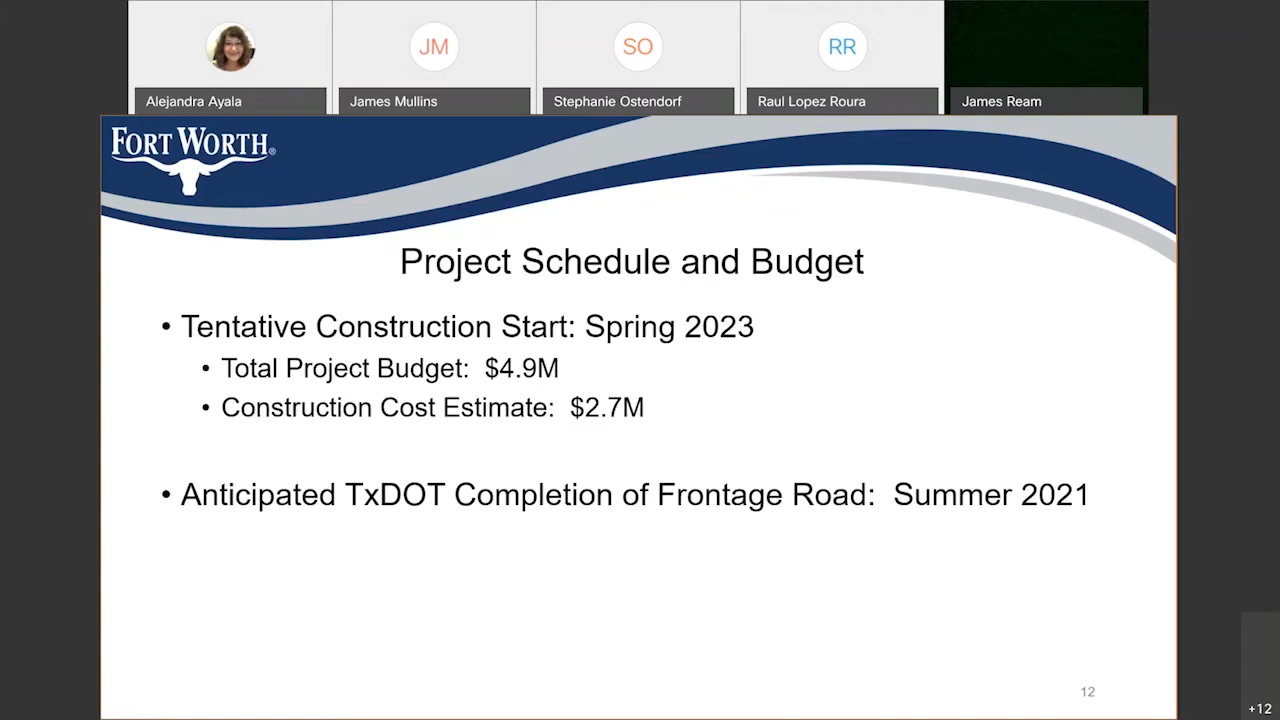 JM
SO
RR
Alejandra Ayala
James Mullins
Stephanie Ostendorf
Raul Lopez Roura
James Ream
FORT WORTH®
Project Schedule and Budget
• Tentative Construction Start: Spring 2023
• Total Project Budget: $4.9M
• Construction Cost Estimate: $2.7M
• Anticipated TxDOT Completion of Frontage Road: Summer 2021
12
+12